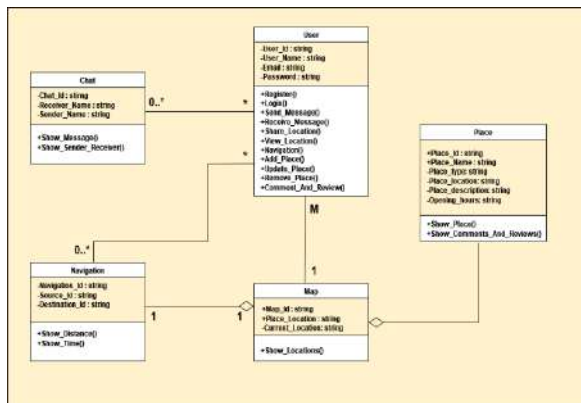 User
-User_Id : string
-User_Name : string
-Email : string
-Password : string
+Register()
+Login()
+Send_Message()
+Receive_Message()
+Share_Location()
+View_Location()
+Navigation()
+Add_Place()
+Update_Place()
+Remove_Place()
+Comment_And_Review()
Chat
-Chat_Id : string
-Receiver_Name : string
-Sender_Name : string
+Show_Message()
+Show_Sender_Receiver()
0..*
*
Place
+Place_Id : string
+Place_Name : string
-Place_type: string
-Place_location: string
-Place_description: string
-Opening_hours: string
+Show_Place()
+Show_Comments_And_Reviews()
*
0..*
M
1
Navigation
-Navigation_Id : string
-Source_Id : string
-Destination_Id : string
+Show_Distance()
+Show_Time()
1
1
Map
+Map_Id : string
+Place_Location : string
-Current_Location: string
+Show_Locations()